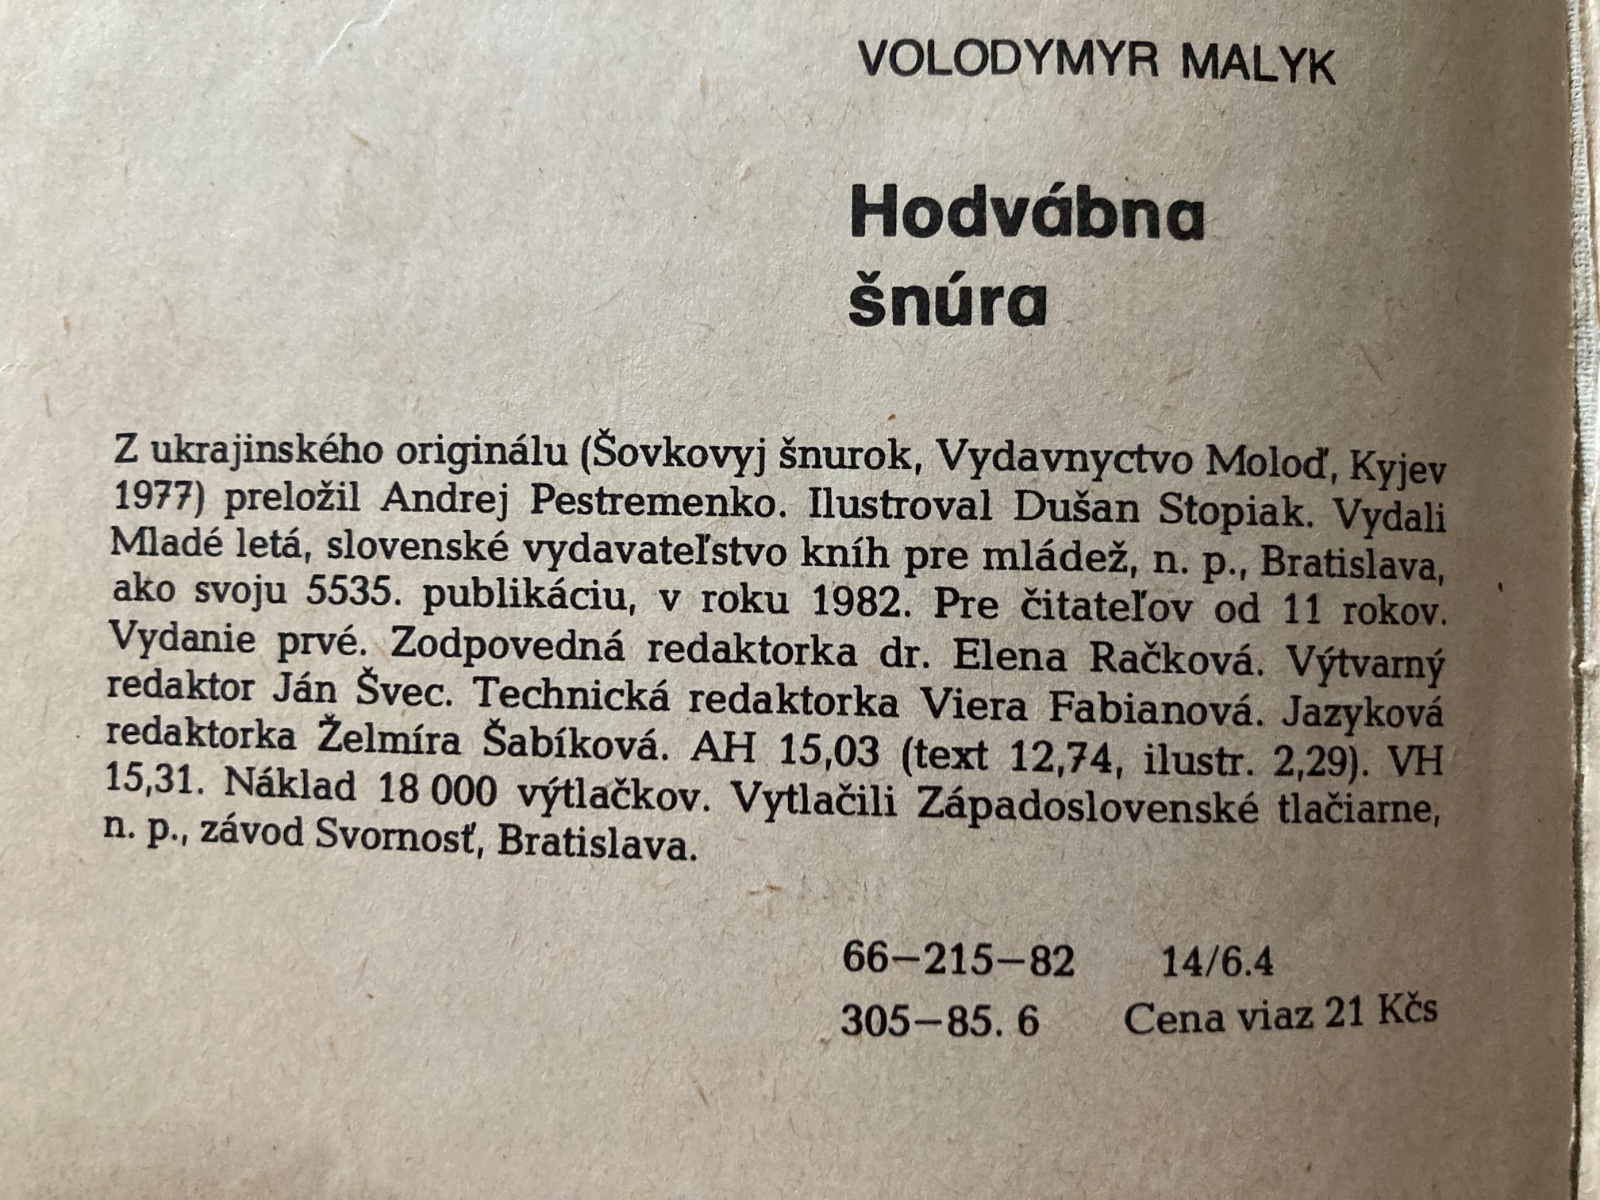 VOLODYMYR MALYK
Hodvábna
šnúra
Z ukrajinského originálu (Šovkovyj šnurok, Vydavnyctvo Moloď, Kyjev
1977) preložil Andrej Pestremenko. Ilustroval Dušan Stopiak. Vydali
Mladé letá, slovenské vydavateľstvo kníh pre mládež, n. p., Bratislava,
ako svoju 5535. publikáciu, v roku 1982. Pre čitateľov od 11 rokov.
Vydanie prvé. Zodpovedná redaktorka dr. Elena Račková. Výtvarný
redaktor Ján Švec. Technická redaktorka Viera Fabianová. Jazyková
redaktorka Želmíra Šabíková. AH 15,03 (text 12,74, ilustr. 2,29). VH
15,31. Náklad 18 000 výtlačkov. Vytlačili Západoslovenské tlačiarne,
n. p., závod Svornosť, Bratislava.
66—215—82 14/6.4
305—85. 6 Cena viaz 21 Kčs